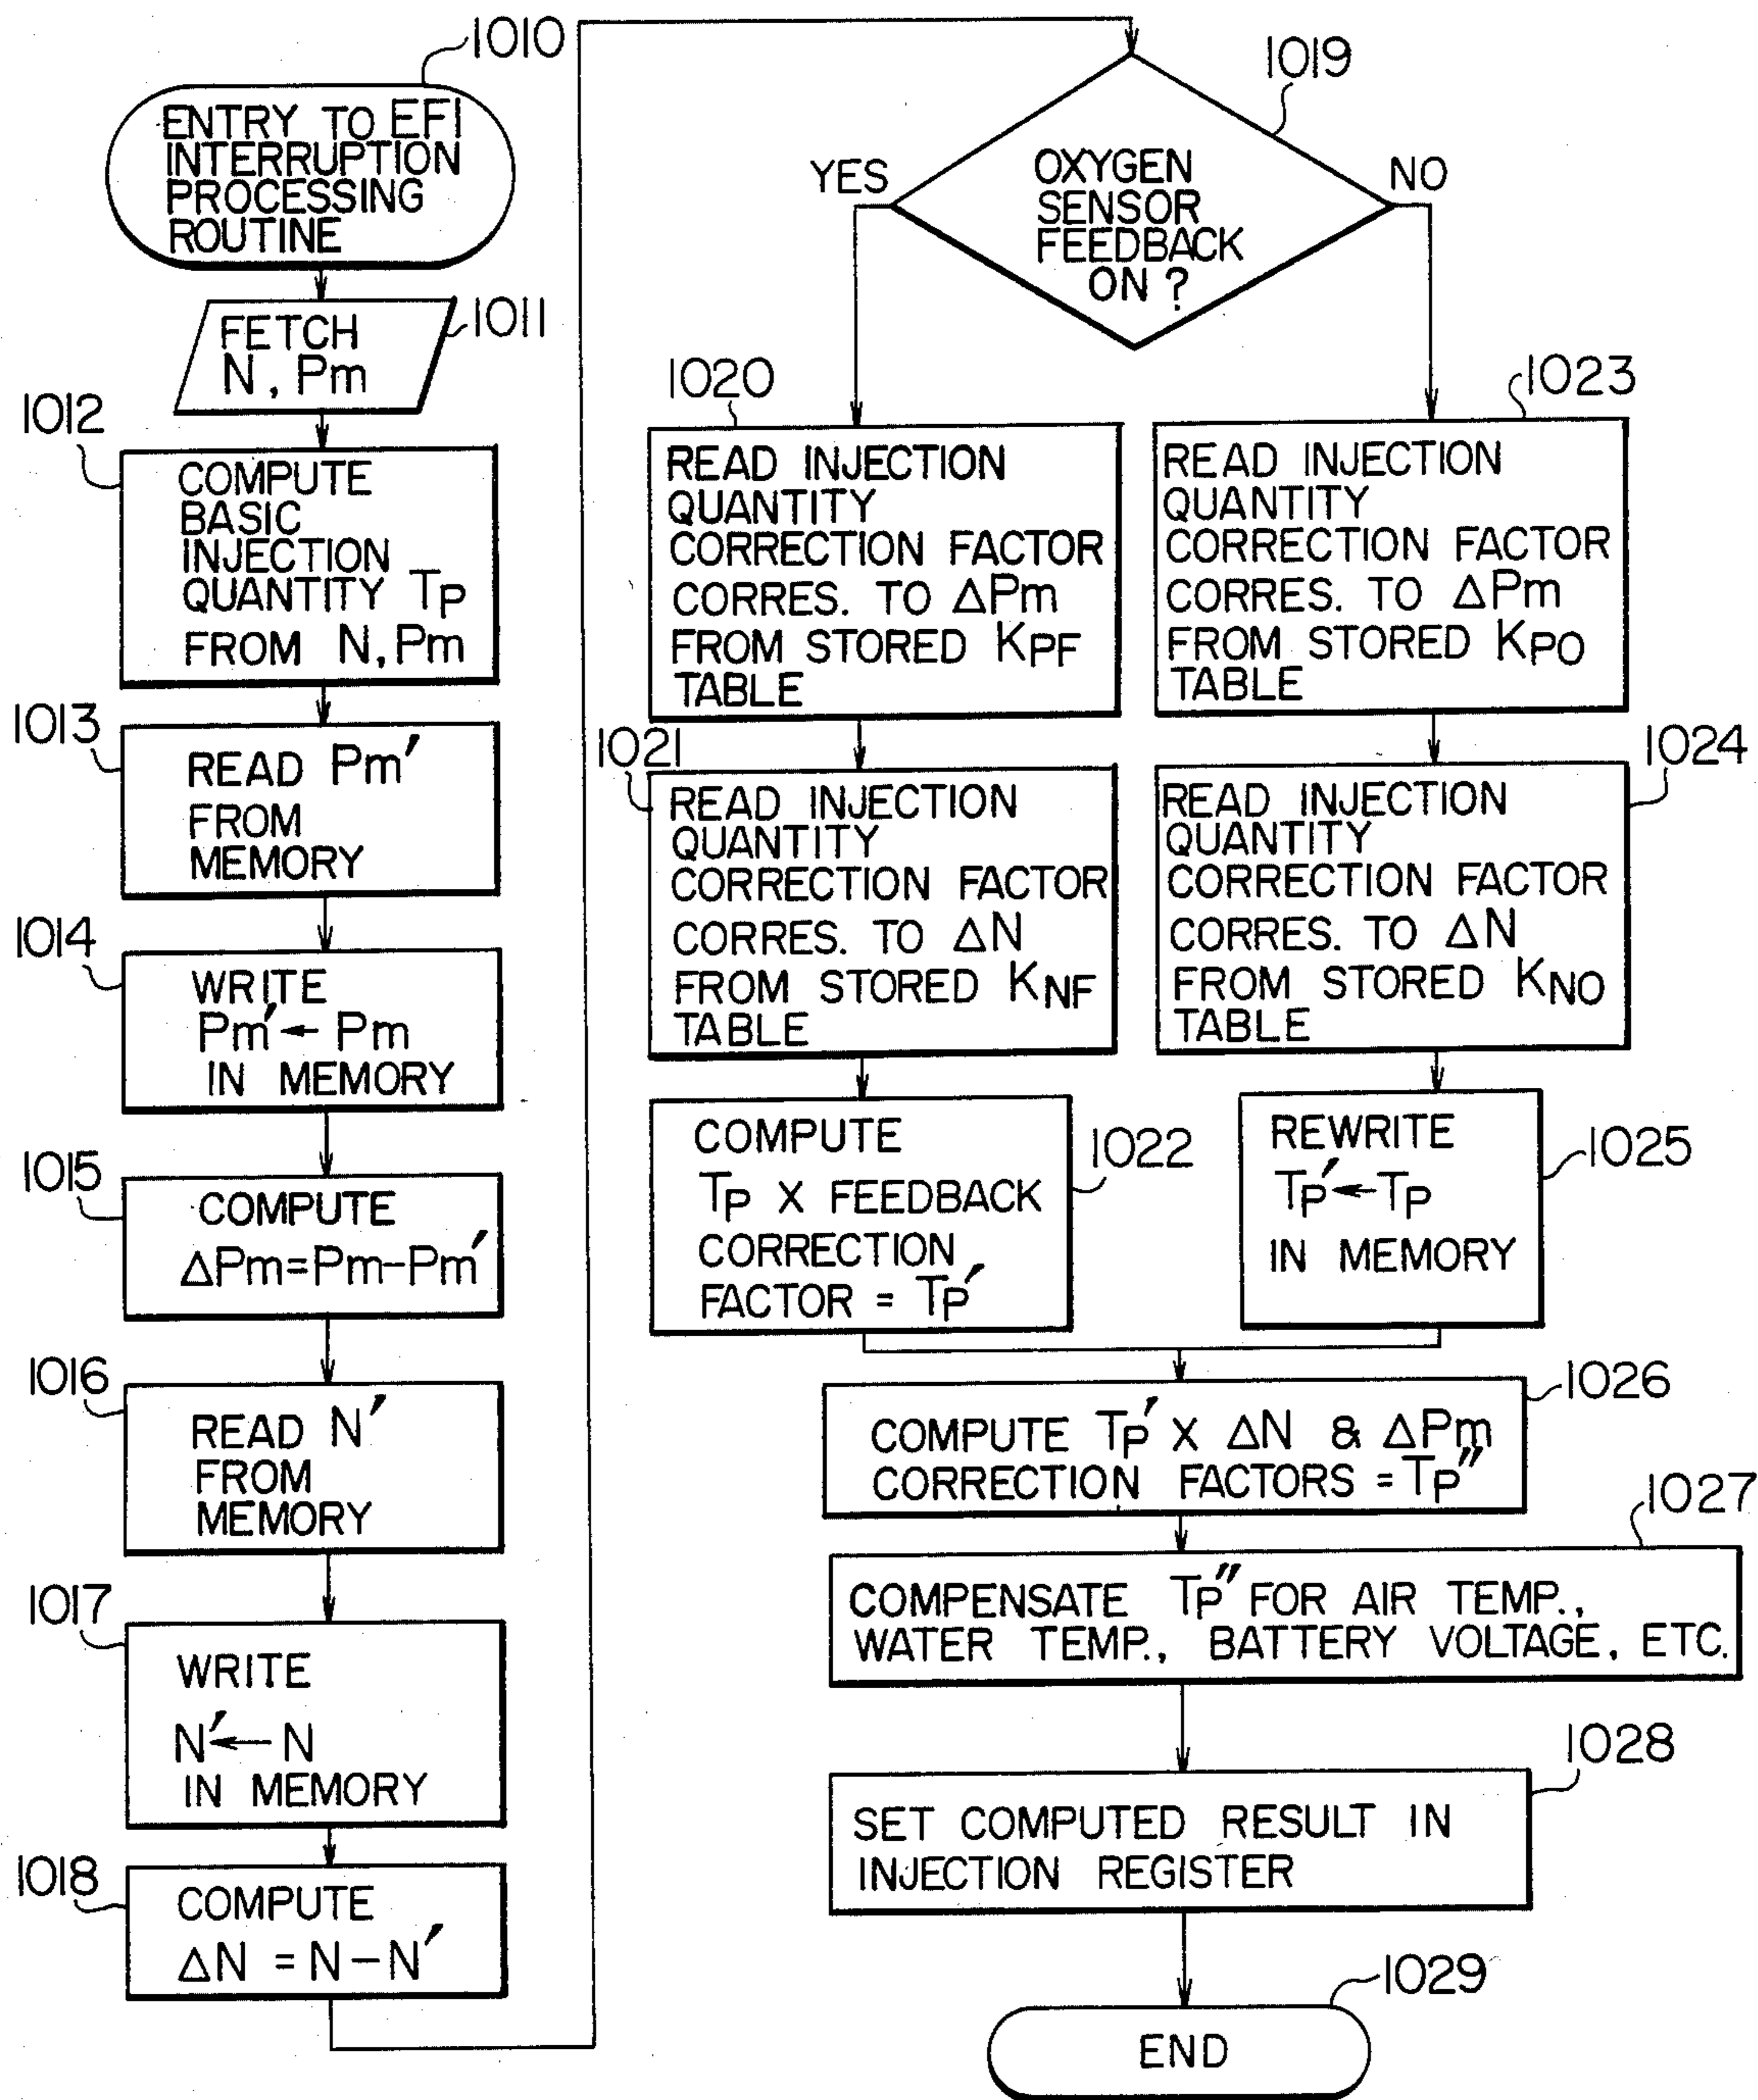 1010
ENTRY TO EFI
INTERRUPTION
PROCESSING
ROUTINE
1011
FETCH
N, Pm
1012
COMPUTE
BASIC
INJECTION
QUANTITY Tp
FROM N, Pm
1013
READ Pm'
FROM
MEMORY
1014
WRITE
Pm' ← Pm
IN MEMORY
1015
COMPUTE
ΔPm=Pm-Pm'
1016
READ N'
FROM
MEMORY
1017
WRITE
N' ← N
IN MEMORY
1018
COMPUTE
ΔN = N - N'
1019
OXYGEN
SENSOR
FEEDBACK
ON ?
YES
NO
1020
READ INJECTION
QUANTITY
CORRECTION FACTOR
CORRES. TO ΔPm
FROM STORED KPF
TABLE
1021
READ INJECTION
QUANTITY
CORRECTION FACTOR
CORRES. TO ΔN
FROM STORED KNF
TABLE
1022
COMPUTE
Tp X FEEDBACK
CORRECTION
FACTOR = Tp'
1023
READ INJECTION
QUANTITY
CORRECTION FACTOR
CORRES. TO ΔPm
FROM STORED KPO
TABLE
1024
READ INJECTION
QUANTITY
CORRECTION FACTOR
CORRES. TO ΔN
FROM STORED KNO
TABLE
1025
REWRITE
Tp' ← Tp
IN MEMORY
1026
COMPUTE Tp' X ΔN & ΔPm
CORRECTION FACTORS = Tp''
1027
COMPENSATE Tp'' FOR AIR TEMP.,
WATER TEMP., BATTERY VOLTAGE, ETC.
1028
SET COMPUTED RESULT IN
INJECTION REGISTER
1029
END